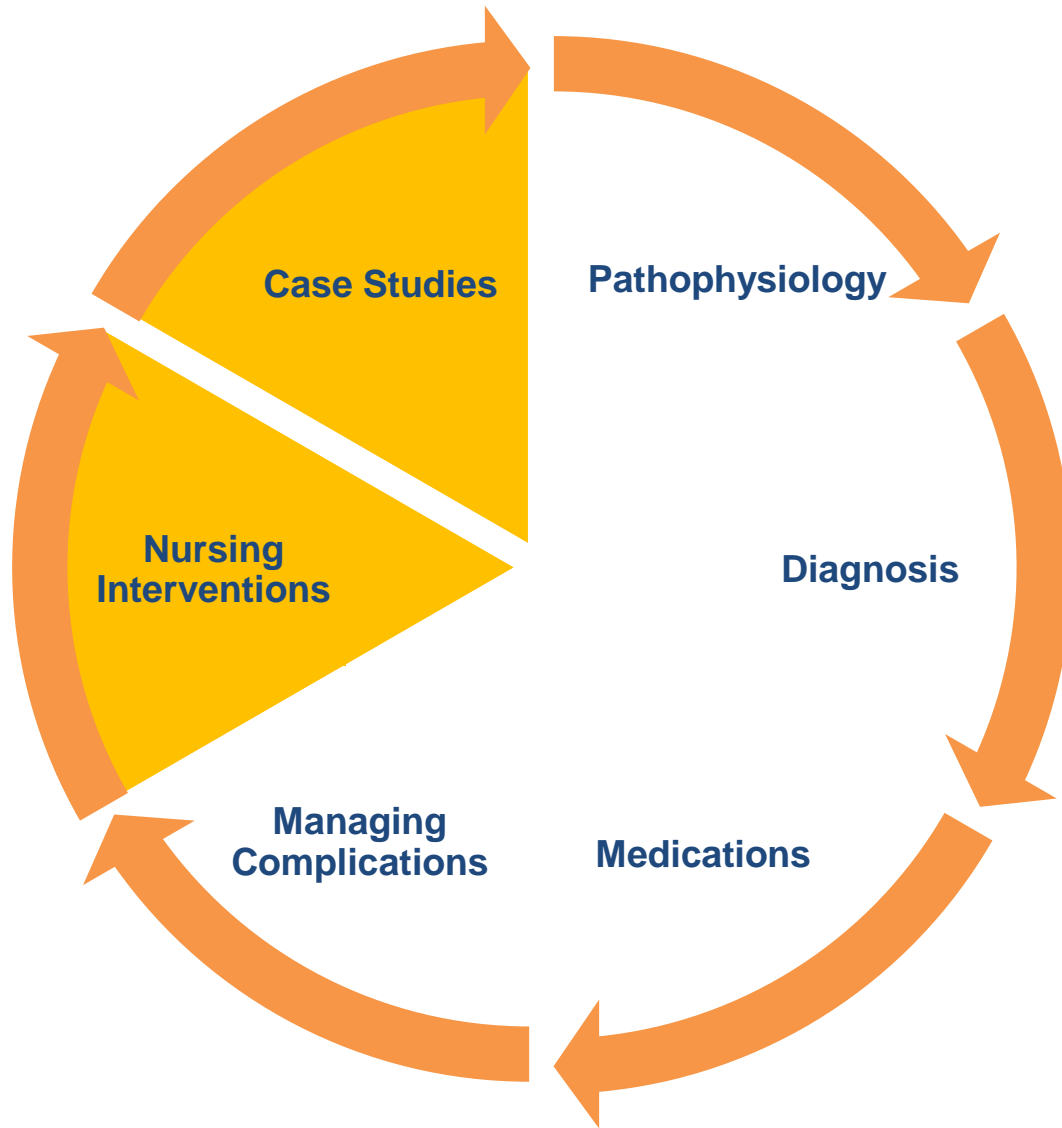 Case Studies
Pathophysiology
Nursing
Interventions
Diagnosis
Managing
Complications
Medications